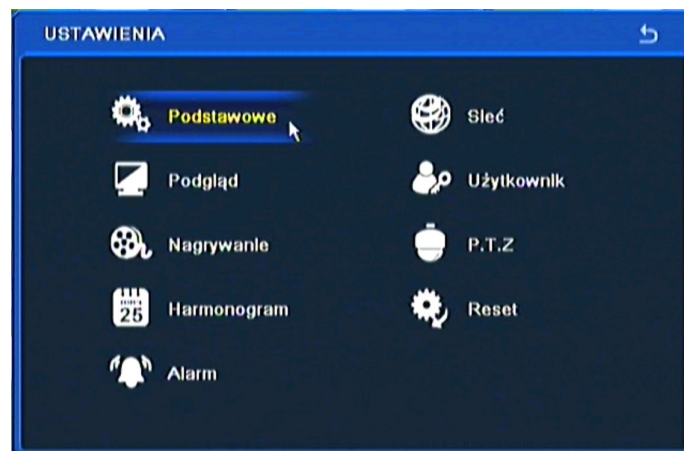 USTAWIENIA
Podstawowe
Podgląd
Nagrywanie
Harmonogram
25
Alarm
Sieć
Użytkownik
P.T.Z
Reset